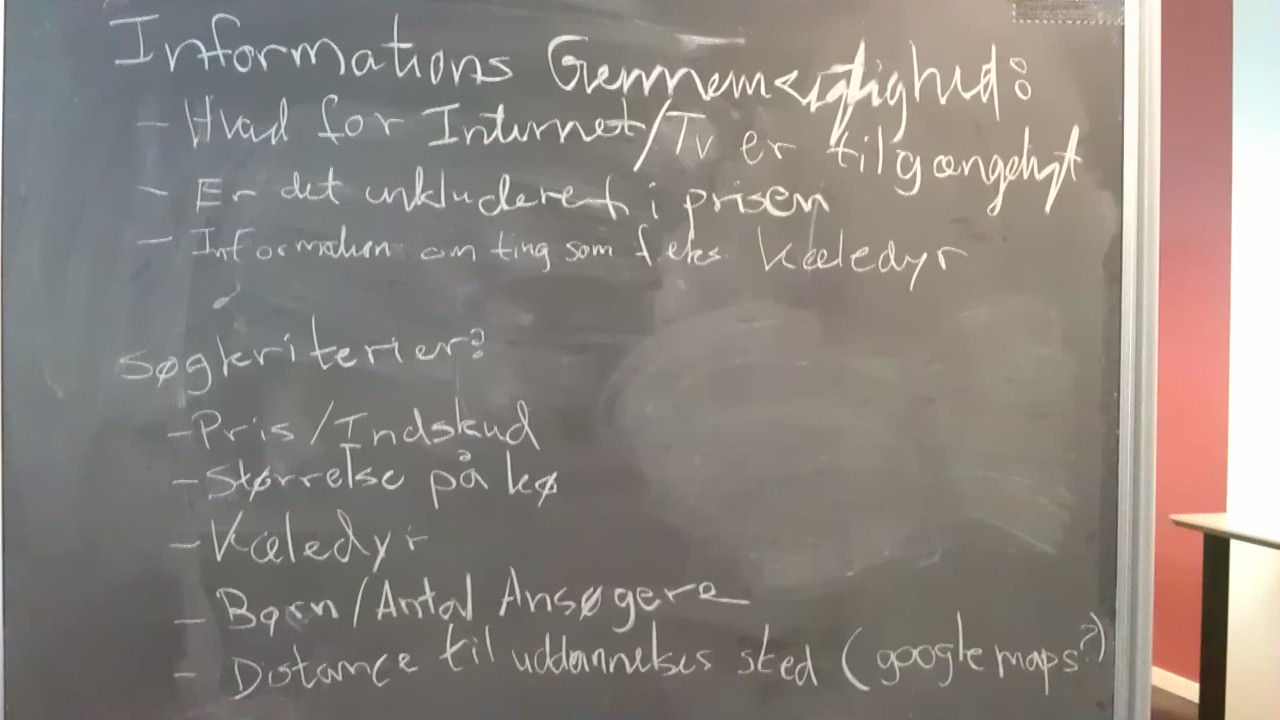 Informations Gennemsigtighed:
- Hvad for Internet/Tv er tilgængeligt
- Er det inkluderet i prisen
- Information om ting som f.eks. Kæledyr
Søgkriterier?
- Pris/Indskud
- Størrelse på kø
- Kæledyr
- Børn/Antal Ansøgere
- Distance til uddannelses sted (google maps?)